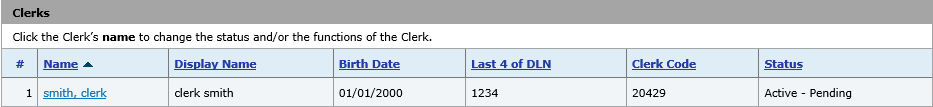 Clerks
Click the Clerk's name to change the status and/or the functions of the Clerk.
# Name Display Name Birth Date Last 4 of DLN Clerk Code Status
1 smith, clerk clerk smith 01/01/2000 1234 20429 Active - Pending